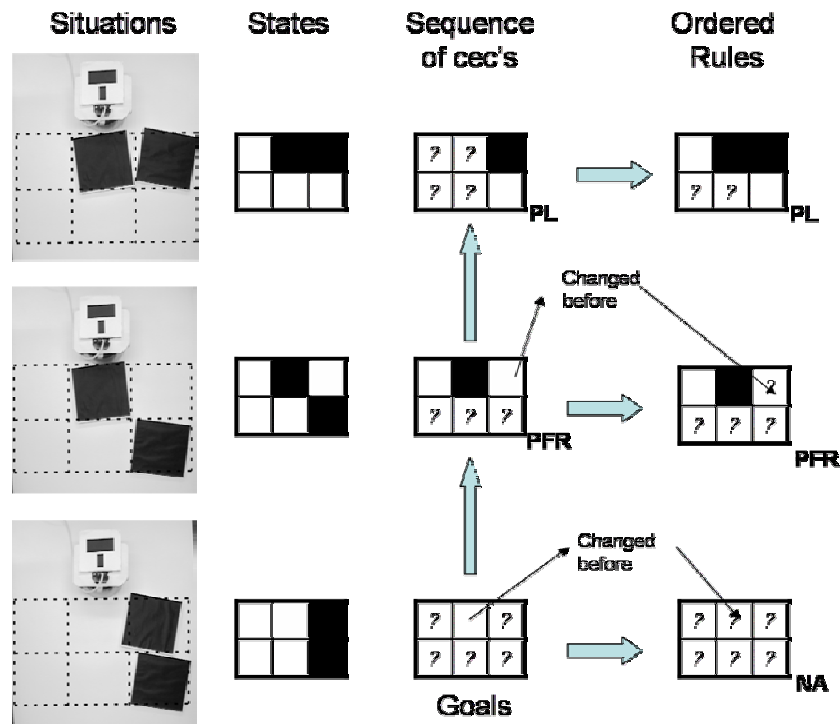 Situations
States
Sequence
of cec's
Ordered
Rules
? ?
? ?
PL
? ?
PL
Changed
before
? ? ?
PFR
?
? ? ?
PFR
Changed
before
? ?
? ? ?
? ? ?
? ? ?
NA
Goals